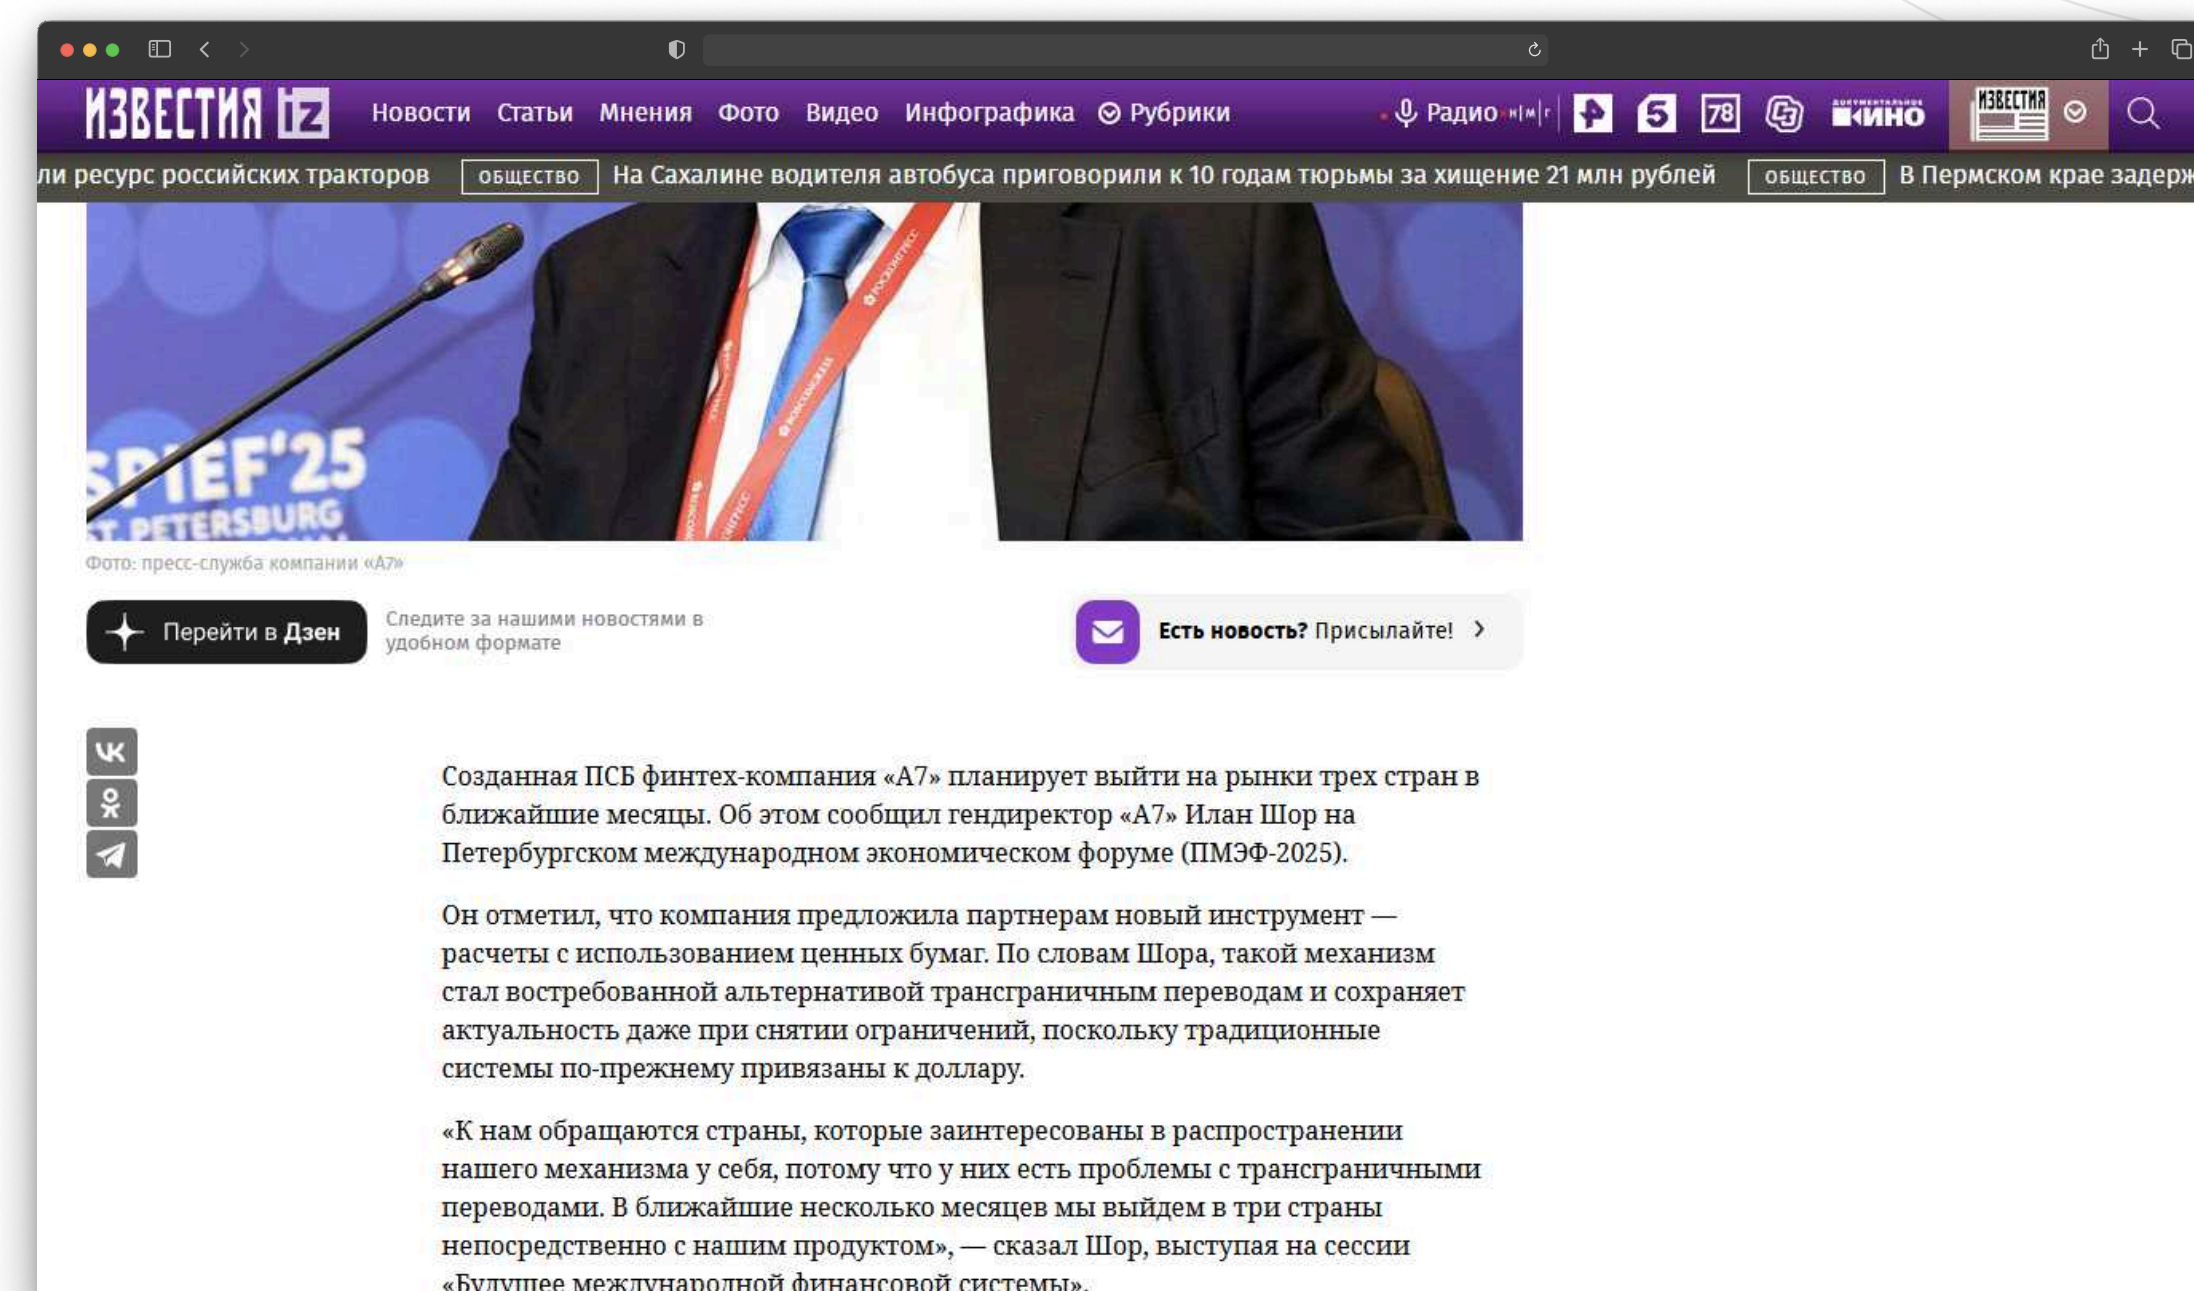 ИЗВЕСТИЯ iz Новости Статьи Мнения Фото Видео Инфографика Рубрики Радио н|м|г 5 78 ДОКУМЕНТАЛЬНОЕ КИНО ИЗВЕСТИЯ
ли ресурс российских тракторов ОБЩЕСТВО На Сахалине водителя автобуса приговорили к 10 годам тюрьмы за хищение 21 млн рублей ОБЩЕСТВО В Пермском крае задерж
РОСКОНГРЕСС
ROSCONGRESS
SPIEF'25
ST. PETERSBURG
Фото: пресс-служба компании «А7»
Перейти в Дзен
Следите за нашими новостями в
удобном формате
Есть новость? Присылайте!
Созданная ПСБ финтех-компания «А7» планирует выйти на рынки трех стран в
ближайшие месяцы. Об этом сообщил гендиректор «А7» Илан Шор на
Петербургском международном экономическом форуме (ПМЭФ-2025).
Он отметил, что компания предложила партнерам новый инструмент —
расчеты с использованием ценных бумаг. По словам Шора, такой механизм
стал востребованной альтернативой трансграничным переводам и сохраняет
актуальность даже при снятии ограничений, поскольку традиционные
системы по-прежнему привязаны к доллару.
«К нам обращаются страны, которые заинтересованы в распространении
нашего механизма у себя, потому что у них есть проблемы с трансграничными
переводами. В ближайшие несколько месяцев мы выйдем в три страны
непосредственно с нашим продуктом», — сказал Шор, выступая на сессии
«Будущее международной финансовой системы».